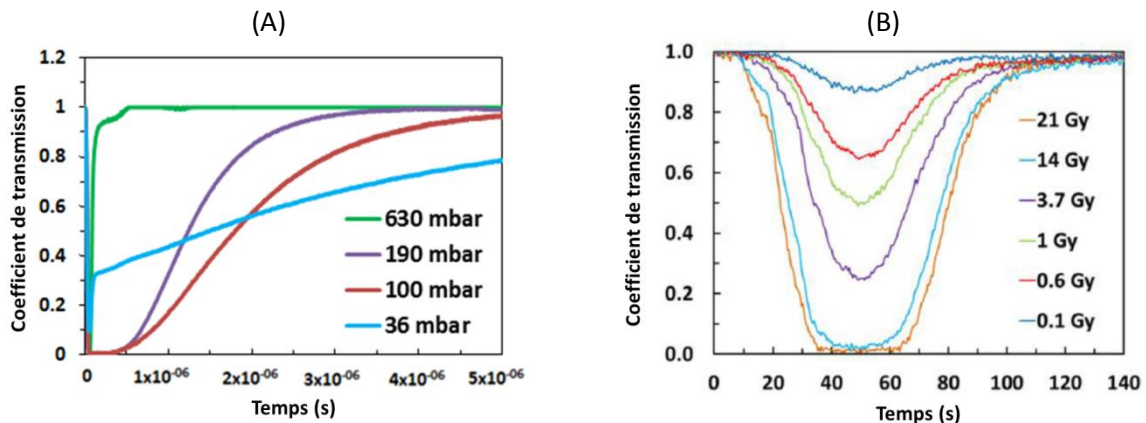 (A)
Coefficient de transmission
1.2
1
0.8
0.6
0.4
0.2
0
0
1x10⁻⁰⁶
2x10⁻⁰⁶
3x10⁻⁰⁶
4x10⁻⁰⁶
5x10⁻⁰⁶
Temps (s)
630 mbar
190 mbar
100 mbar
36 mbar
(B)
Coefficient de transmission
1.0
0.8
0.6
0.4
0.2
0.0
0
20
40
60
80
100
120
140
Temps (s)
21 Gy
14 Gy
3.7 Gy
1 Gy
0.6 Gy
0.1 Gy